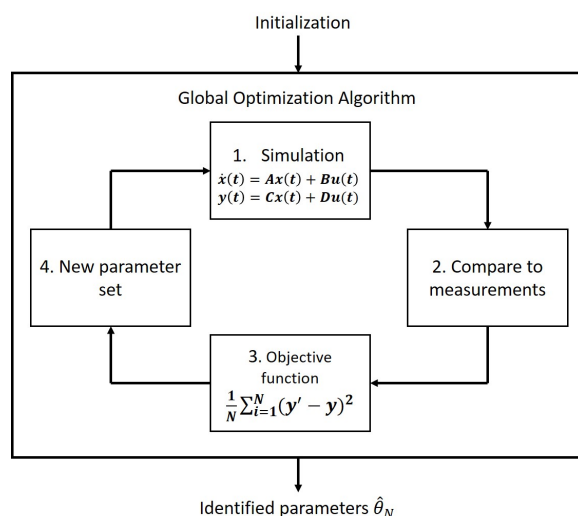 Initialization
Global Optimization Algorithm
1. Simulation
ẋ(t) = Ax(t) + Bu(t)
y(t) = Cx(t) + Du(t)
4. New parameter
set
2. Compare to
measurements
3. Objective
function
1/N ∑_{i=1}^{N}(y′ − y)²
Identified parameters θ̂_N